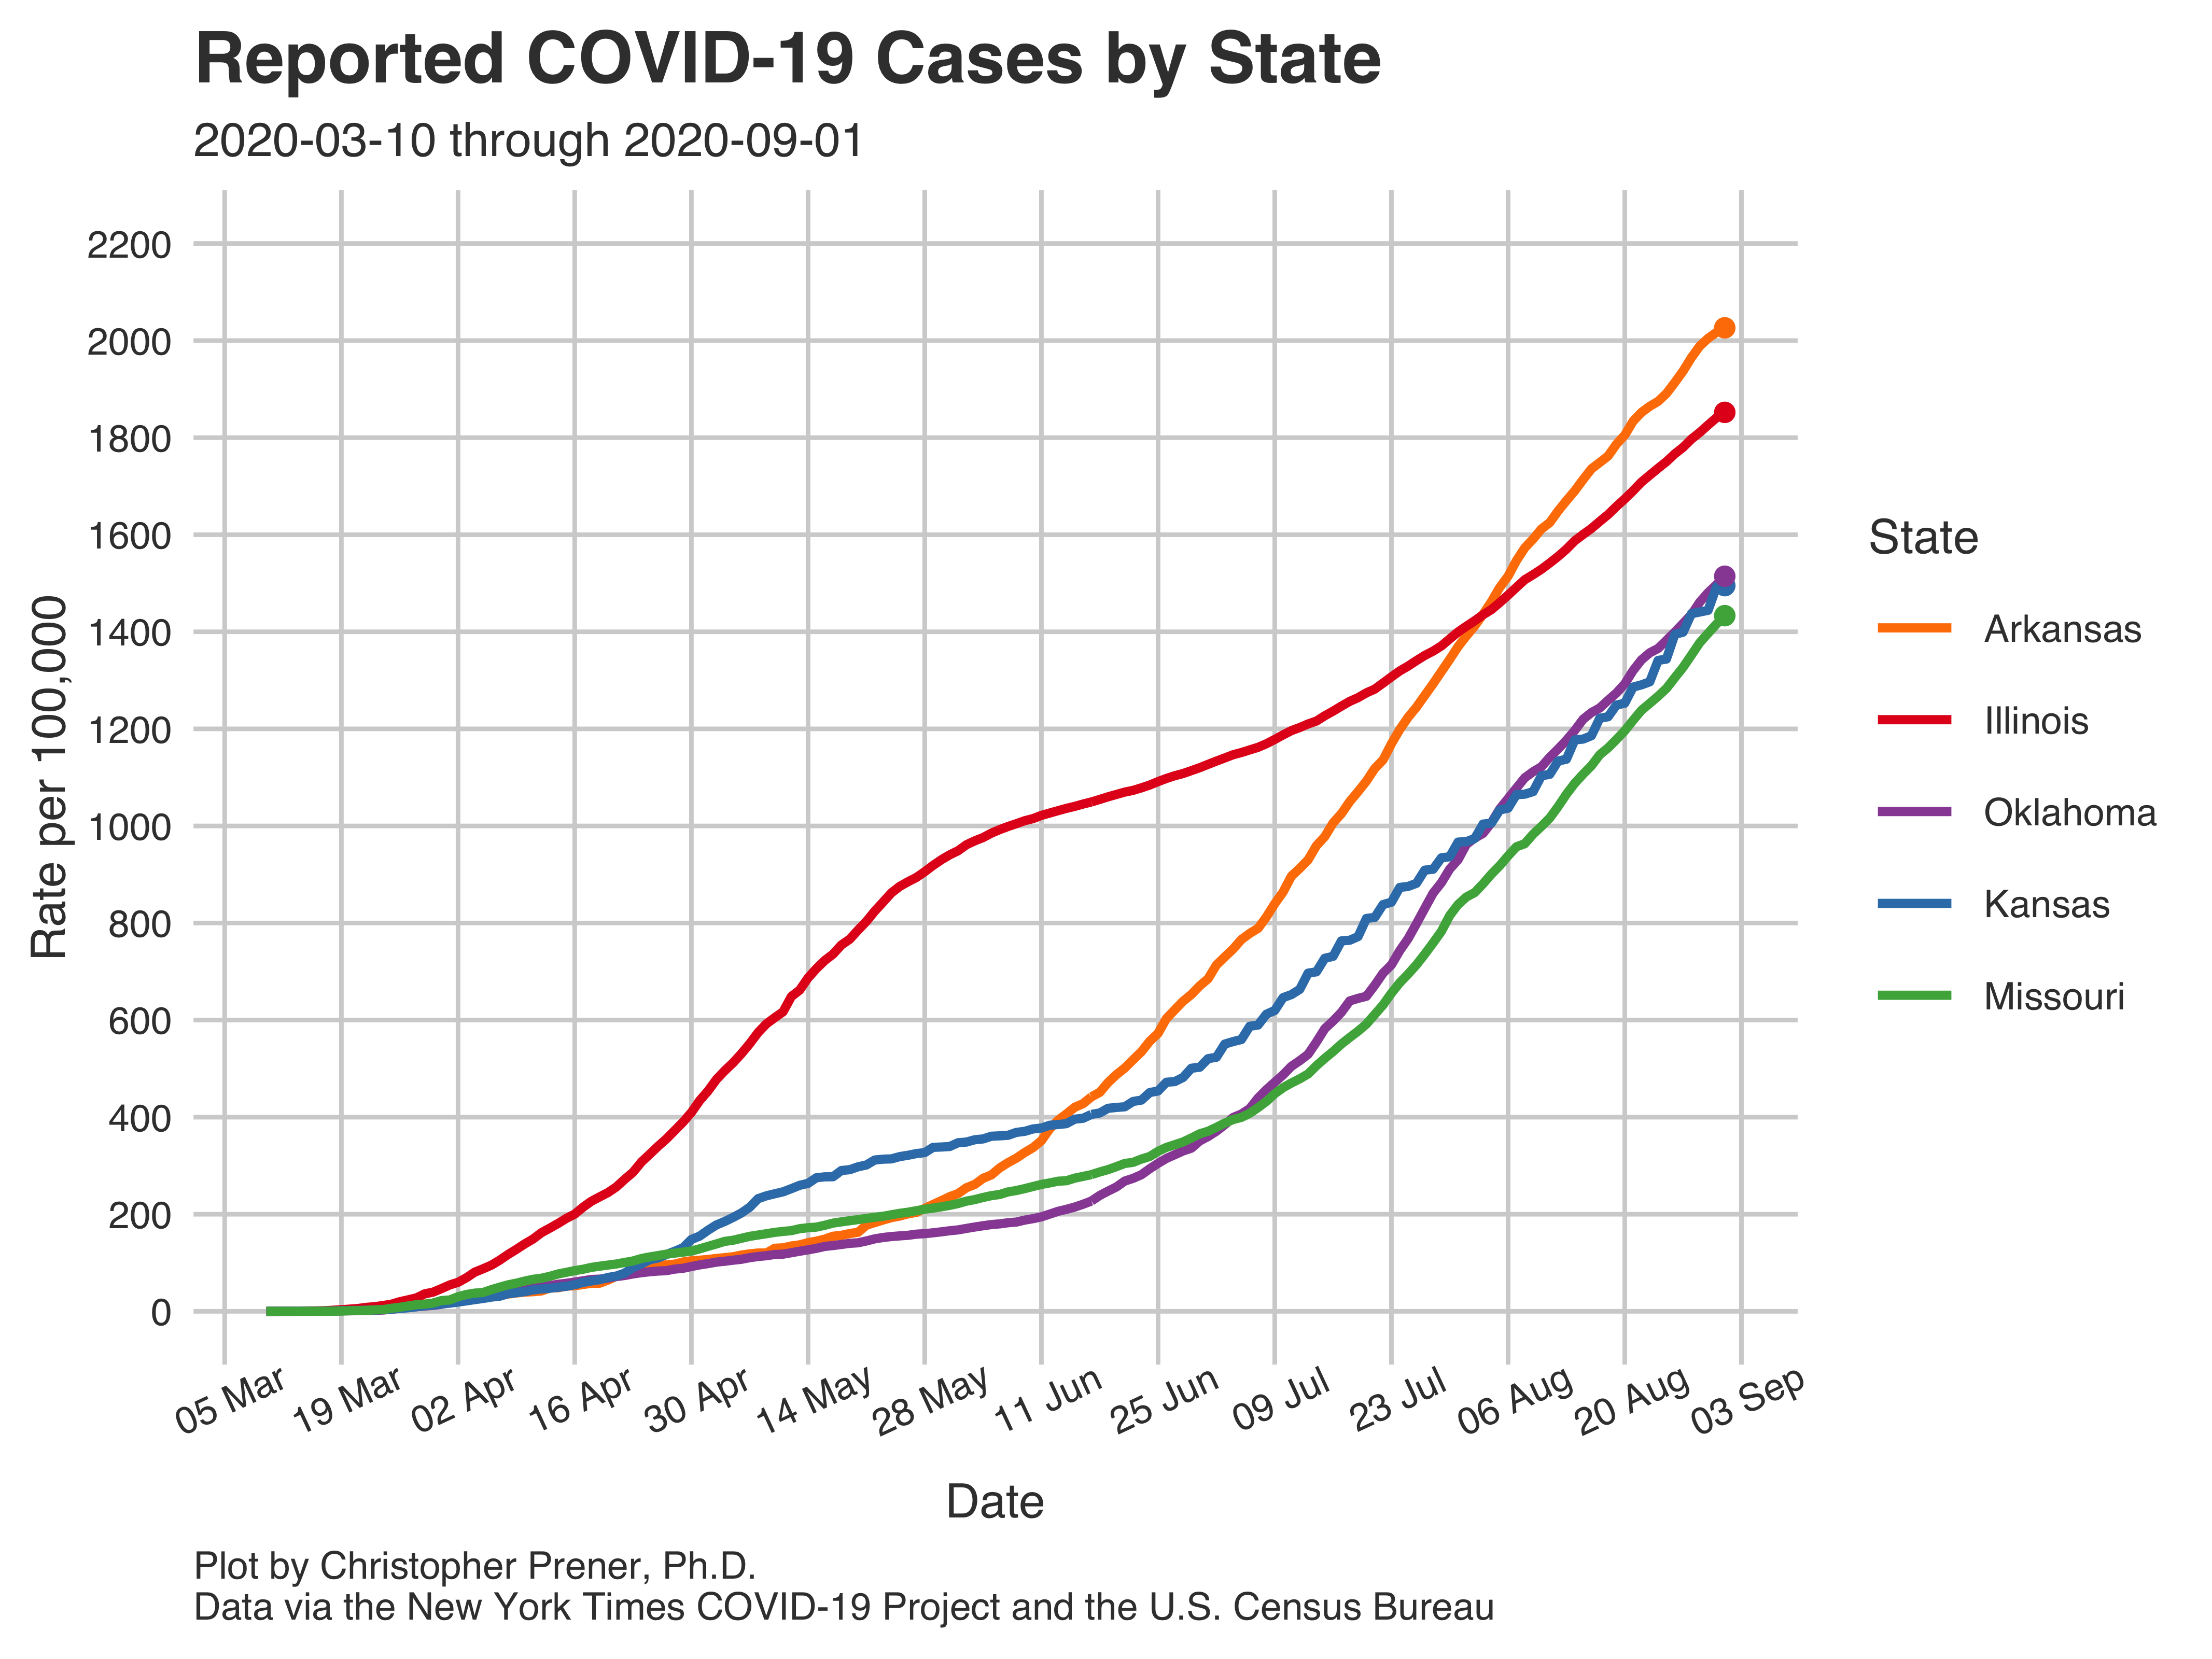 Reported COVID-19 Cases by State
2020-03-10 through 2020-09-01
2200
2000
1800
1600
1400
1200
1000
800
600
400
200
0
Rate per 100,000
05 Mar
19 Mar
02 Apr
16 Apr
30 Apr
14 May
28 May
11 Jun
25 Jun
09 Jul
23 Jul
06 Aug
20 Aug
03 Sep
Date
State
Arkansas
Illinois
Oklahoma
Kansas
Missouri
Plot by Christopher Prener, Ph.D.
Data via the New York Times COVID-19 Project and the U.S. Census Bureau